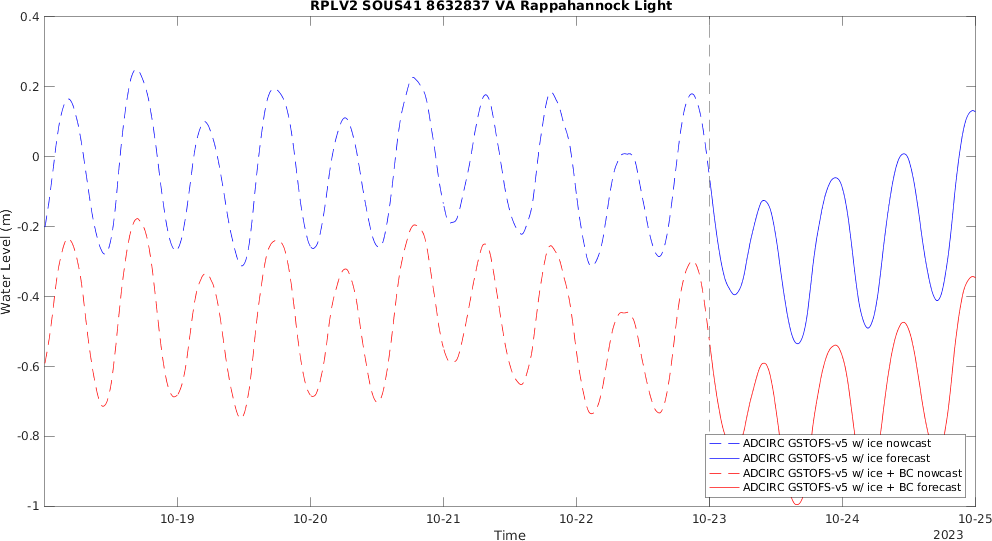 RPLV2 SOUS41 8632837 VA Rappahannock Light
0.4
0.2
0
-0.2
-0.4
-0.6
-0.8
-1
Water Level (m)
10-19
10-20
10-21
10-22
10-23
10-24
10-25
Time
2023
ADCIRC GSTOFS-v5 w/ ice nowcast
ADCIRC GSTOFS-v5 w/ ice forecast
ADCIRC GSTOFS-v5 w/ ice + BC nowcast
ADCIRC GSTOFS-v5 w/ ice + BC forecast